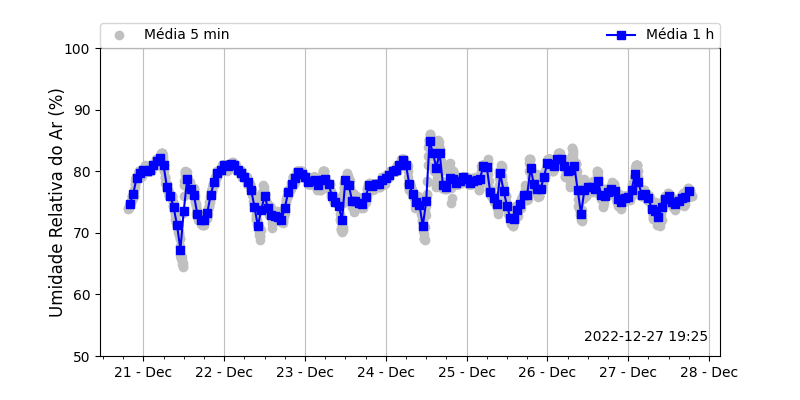 Média 5 min
Média 1 h
Umidade Relativa do Ar (%)
100
90
80
70
60
50
2022-12-27 19:25
21 - Dec
22 - Dec
23 - Dec
24 - Dec
25 - Dec
26 - Dec
27 - Dec
28 - Dec